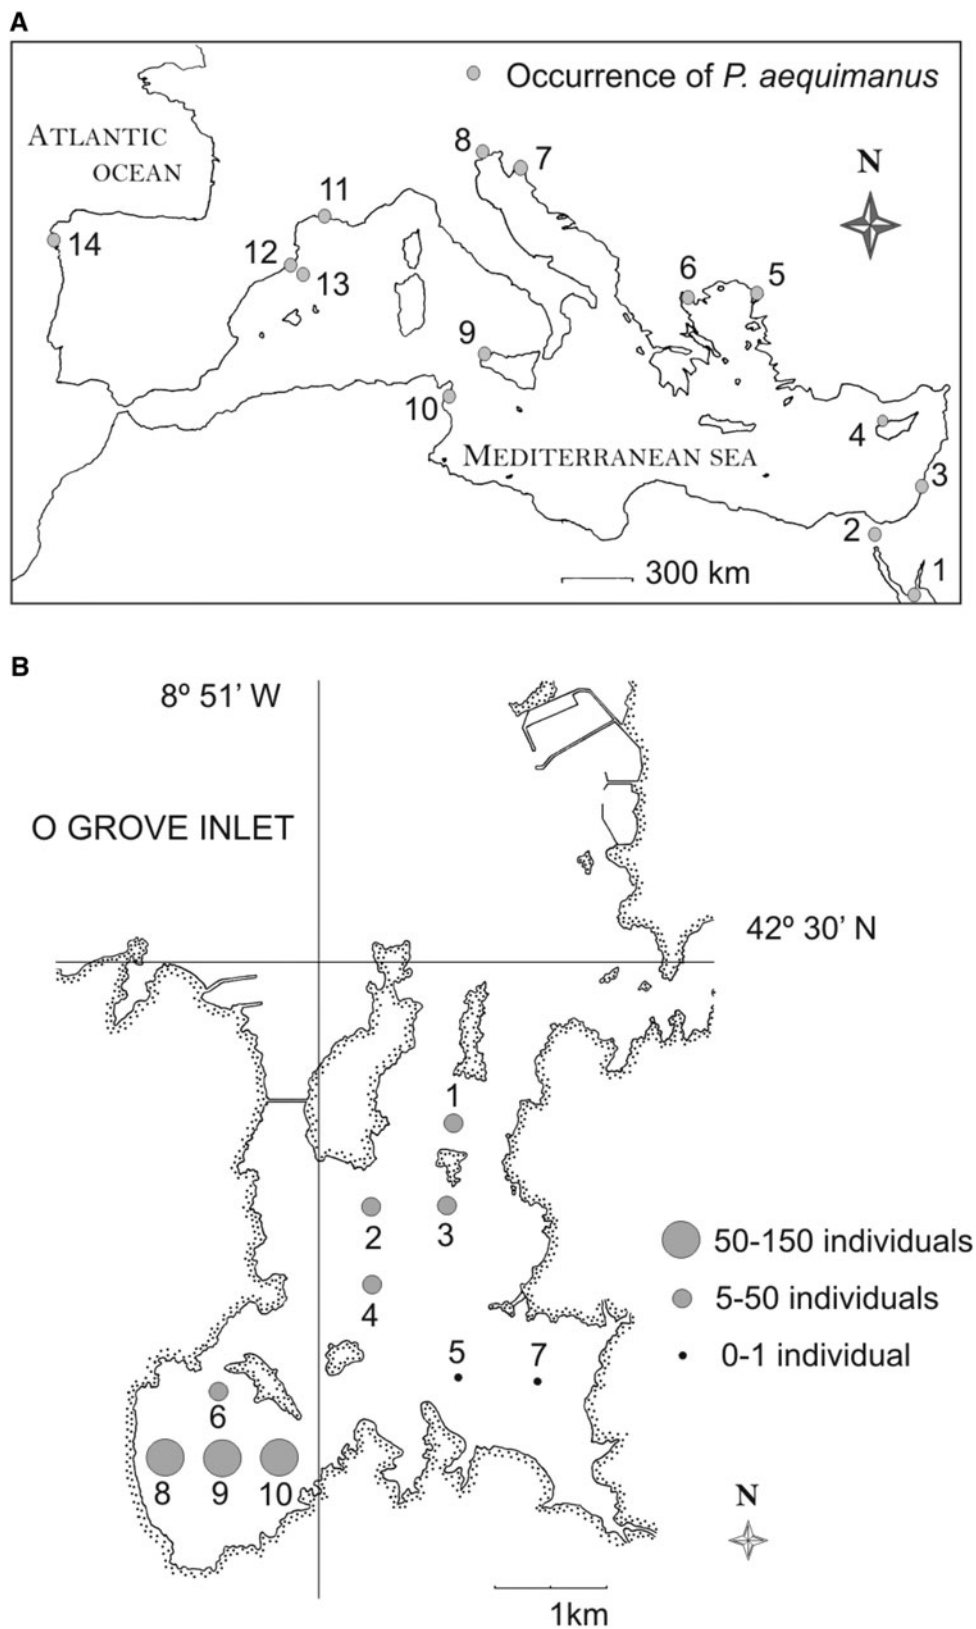 A
Occurrence of P. aequimanus
ATLANTIC
OCEAN
N
8
7
11
14
12
13
6
5
9
10
4
MEDITERRANEAN SEA
3
2
1
300 km
B
8º 51’ W
O GROVE INLET
42º 30’ N
1
2
3
50-150 individuals
4
5-50 individuals
5
7
0-1 individual
6
8
9
10
N
1km